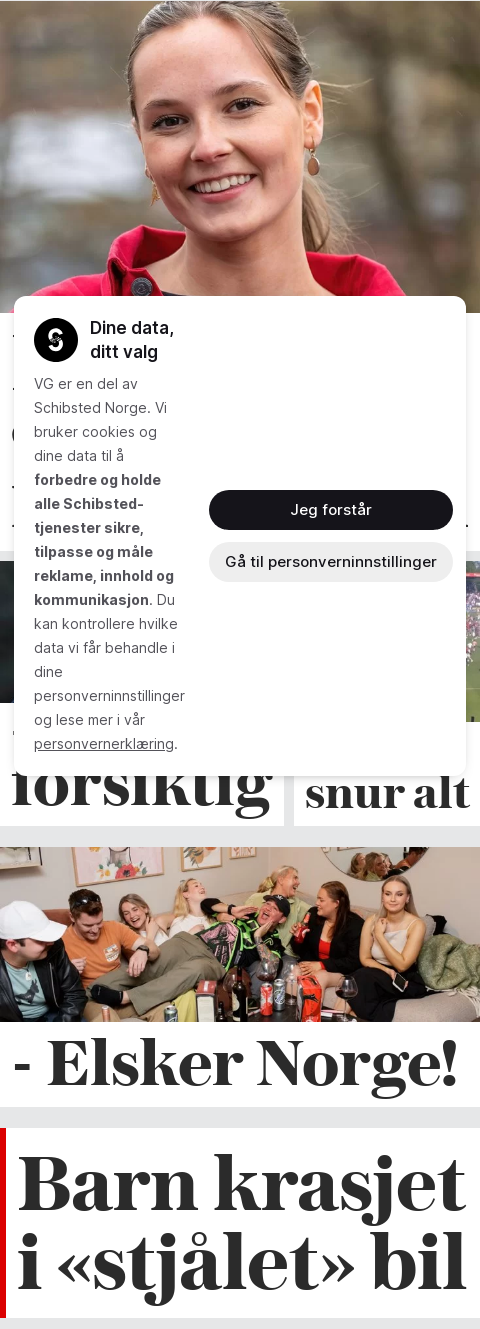 Dine data,
ditt valg
VG er en del av
Schibsted Norge. Vi
bruker cookies og
dine data til å
forbedre og holde
alle Schibsted-
tjenester sikre,
tilpasse og måle
reklame, innhold og
kommunikasjon. Du
kan kontrollere hvilke
data vi får behandle i
dine
personverninnstillinger
og lese mer i vår
personvernerklæring.
Jeg forstår
Gå til personverninnstillinger
forsiktig
snur alt
- Elsker Norge!
Barn krasjet
i «stjålet» bil